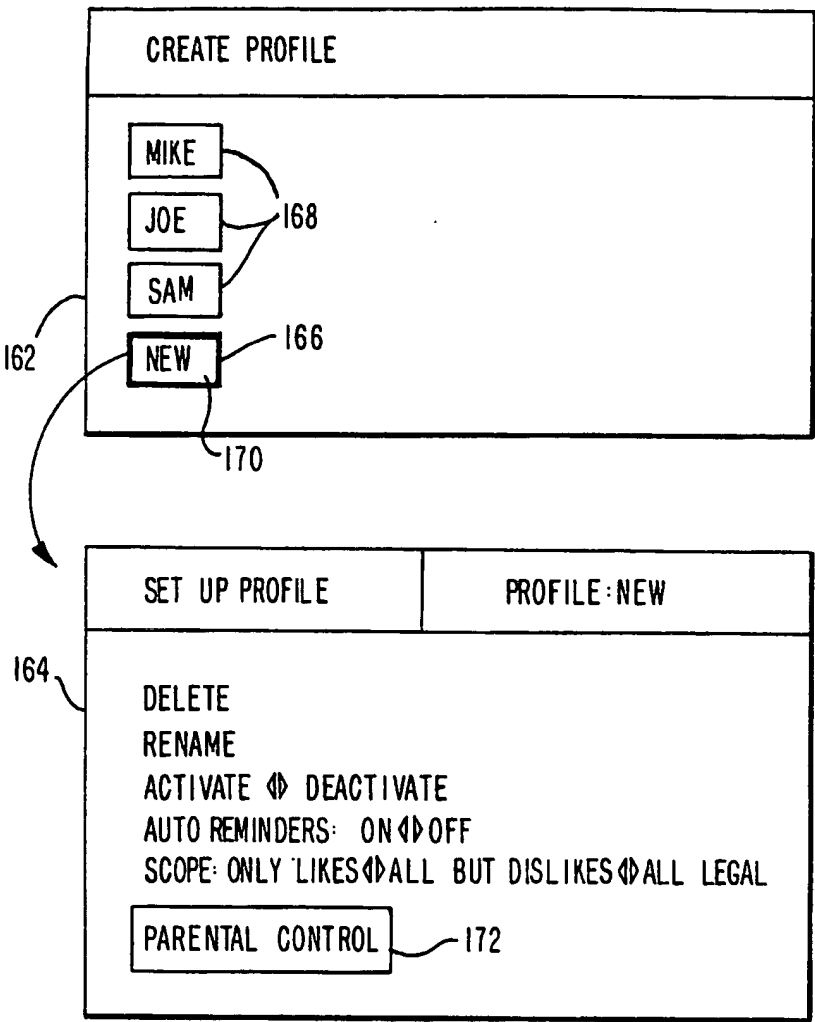 CREATE PROFILE
MIKE
JOE
168
SAM
162
NEW
166
170
SET UP PROFILE PROFILE:NEW
164
DELETE
RENAME
ACTIVATE ◁▷ DEACTIVATE
AUTO REMINDERS: ON◁▷OFF
SCOPE: ONLY LIKES◁▷ALL BUT DISLIKES◁▷ALL LEGAL
PARENTAL CONTROL
172